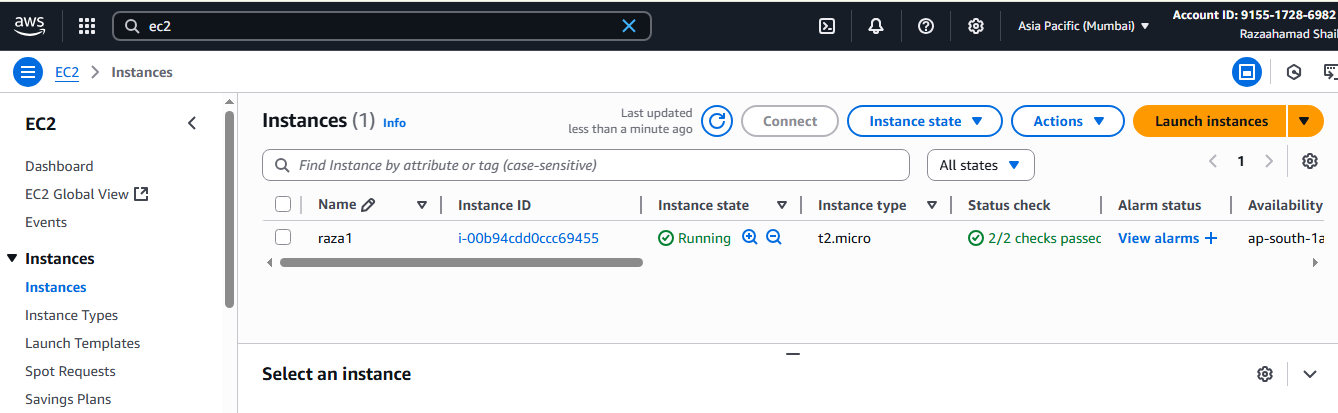 aws
ec2
Asia Pacific (Mumbai)
Account ID: 9155-1728-6982
Razaahamad Shai
EC2 > Instances
EC2
Dashboard
EC2 Global View
Events
Instances
Instances
Instance Types
Launch Templates
Spot Requests
Savings Plans
Instances (1) Info
Last updated
less than a minute ago
Connect
Instance state
Actions
Launch instances
Find Instance by attribute or tag (case-sensitive)
All states
1
Name Instance ID Instance state Instance type Status check Alarm status Availability
raza1 i-00b94cdd0ccc69455 Running t2.micro 2/2 checks passec View alarms + ap-south-1a
Select an instance